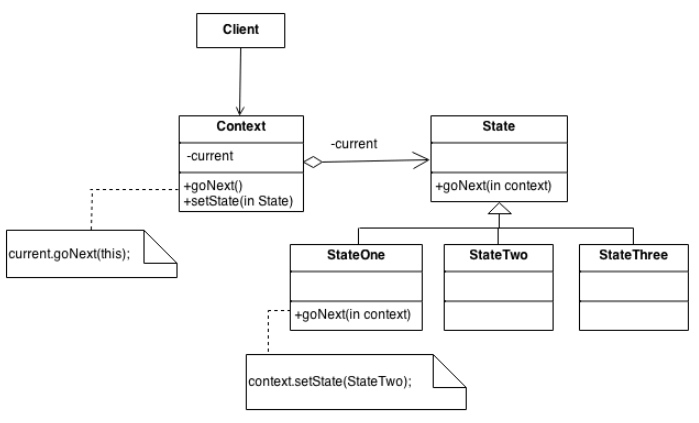 Client
Context
-current
+goNext()
+setState(in State)
-current
State
+goNext(in context)
current.goNext(this);
StateOne
+goNext(in context)
StateTwo
StateThree
context.setState(StateTwo);